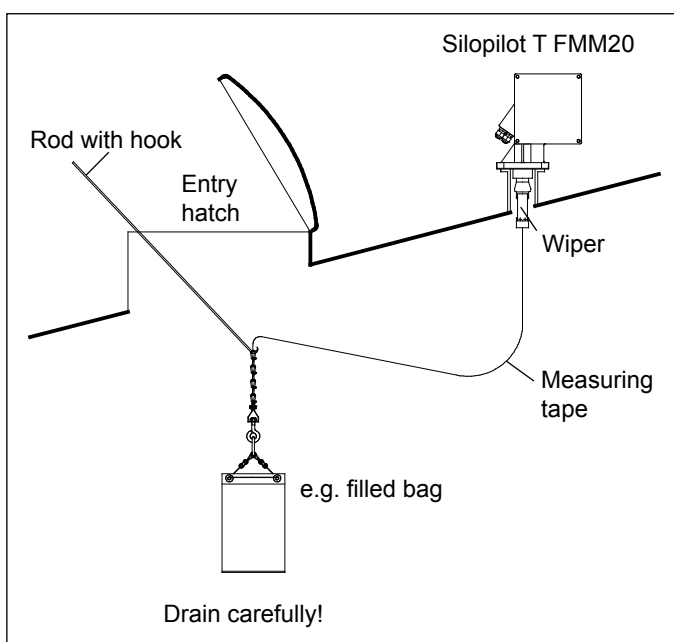 Silopilot T FMM20
Rod with hook
Entry
hatch
Wiper
Measuring
tape
e.g. filled bag
Drain carefully!